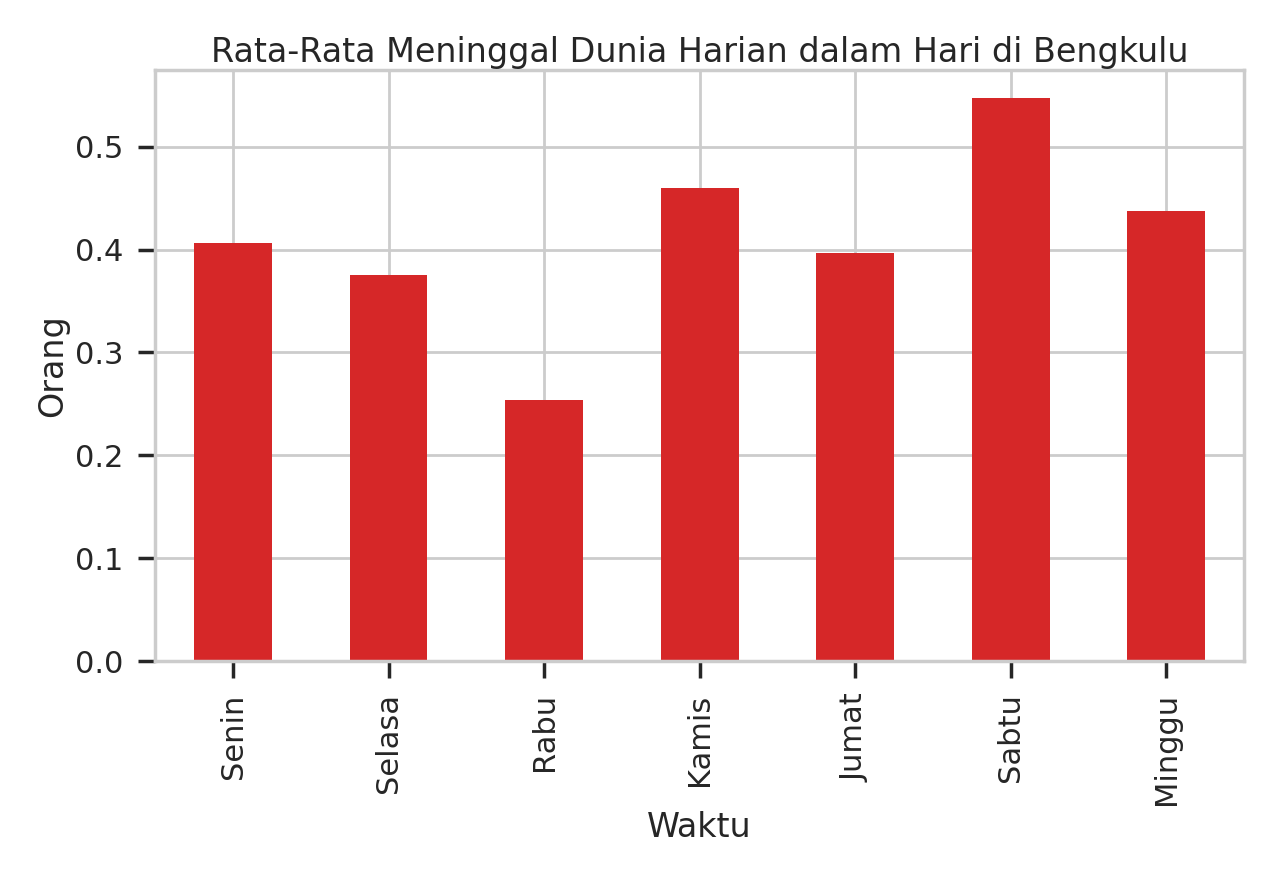 Rata-Rata Meninggal Dunia Harian dalam Hari di Bengkulu
Orang
0.5
0.4
0.3
0.2
0.1
0.0
Senin
Selasa
Rabu
Kamis
Jumat
Sabtu
Minggu
Waktu